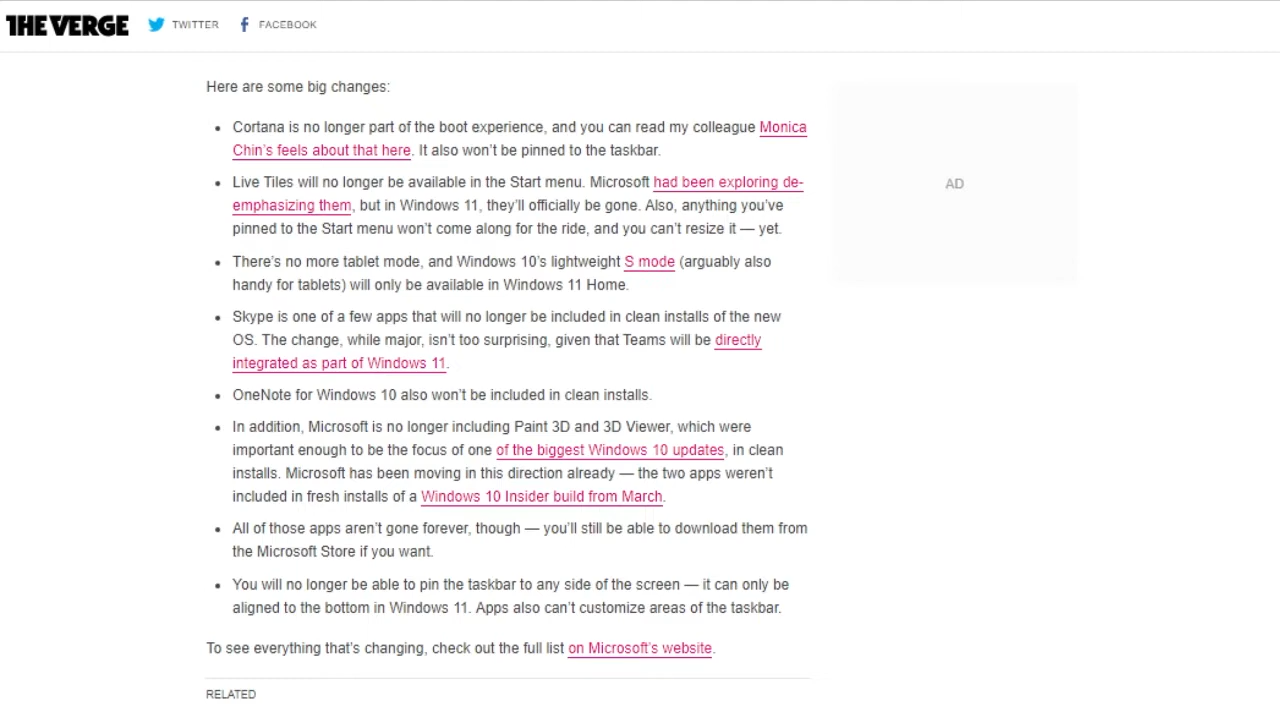 THE VERGE TWITTER FACEBOOK
Here are some big changes:
• Cortana is no longer part of the boot experience, and you can read my colleague Monica
Chin’s feels about that here. It also won’t be pinned to the taskbar.
• Live Tiles will no longer be available in the Start menu. Microsoft had been exploring de-
emphasizing them, but in Windows 11, they’ll officially be gone. Also, anything you’ve
pinned to the Start menu won’t come along for the ride, and you can’t resize it — yet.
• There’s no more tablet mode, and Windows 10’s lightweight S mode (arguably also
handy for tablets) will only be available in Windows 11 Home.
• Skype is one of a few apps that will no longer be included in clean installs of the new
OS. The change, while major, isn’t too surprising, given that Teams will be directly
integrated as part of Windows 11.
• OneNote for Windows 10 also won’t be included in clean installs.
• In addition, Microsoft is no longer including Paint 3D and 3D Viewer, which were
important enough to be the focus of one of the biggest Windows 10 updates, in clean
installs. Microsoft has been moving in this direction already — the two apps weren’t
included in fresh installs of a Windows 10 Insider build from March.
• All of those apps aren’t gone forever, though — you’ll still be able to download them from
the Microsoft Store if you want.
• You will no longer be able to pin the taskbar to any side of the screen — it can only be
aligned to the bottom in Windows 11. Apps also can’t customize areas of the taskbar.
To see everything that’s changing, check out the full list on Microsoft’s website.
RELATED
AD